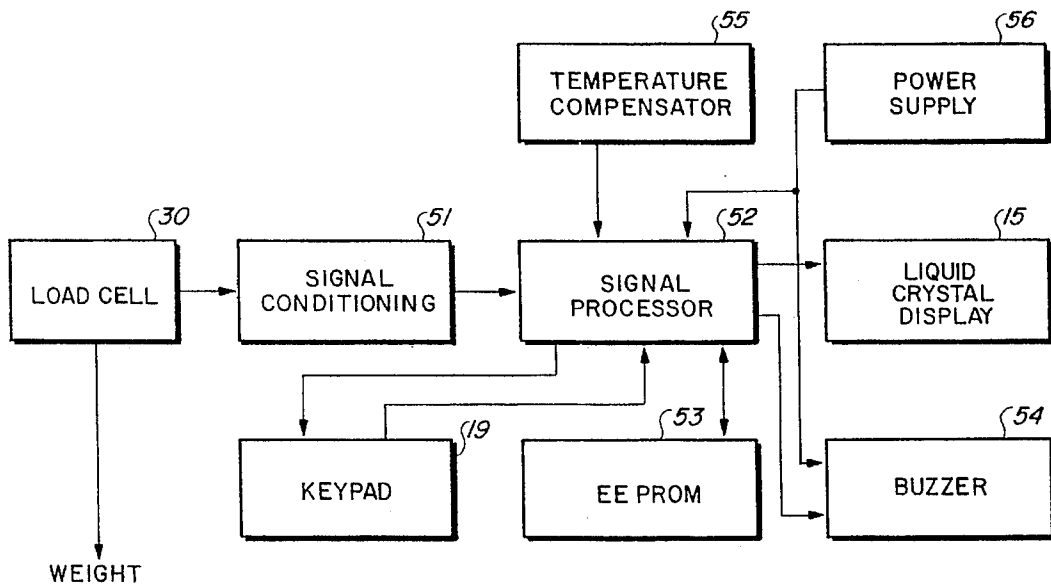 55
56
TEMPERATURE
COMPENSATOR
POWER
SUPPLY
30
51
52
15
LOAD CELL
SIGNAL
CONDITIONING
SIGNAL
PROCESSOR
LIQUID
CRYSTAL
DISPLAY
19
53
54
KEYPAD
EE PROM
BUZZER
WEIGHT